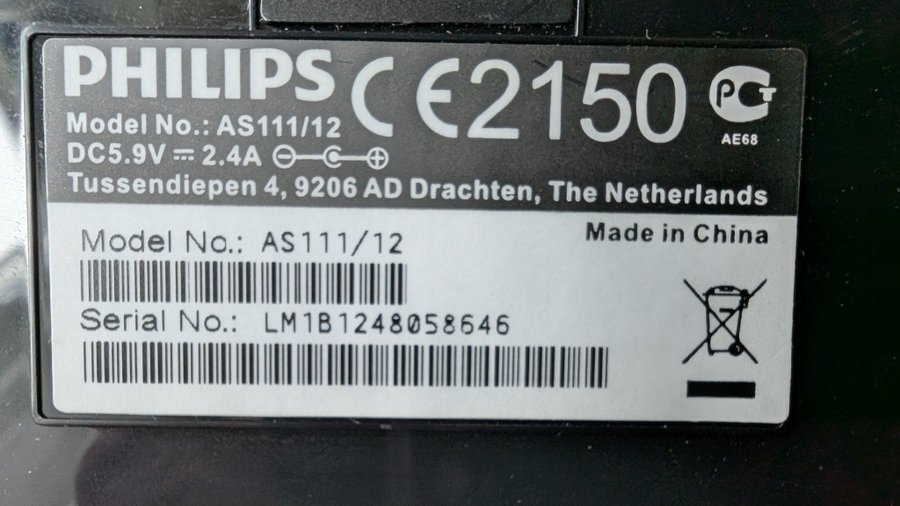 PHILIPS CE2150
Model No.: AS111/12
AE68
DC5.9V ⎓ 2.4A
Tussendiepen 4, 9206 AD Drachten, The Netherlands
Made in China
Model No.: AS111/12
Serial No.: LM1B1248058646